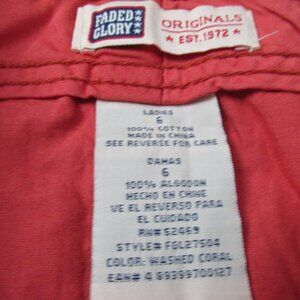 FADED
GLORY
ORIGINALS
★ EST. 1972 ★
LADIES
6
100% COTTON
MADE IN CHINA
SEE REVERSE FOR CARE
DAMAS
6
100% ALGODON
HECHO EN CHINA
VE EL REVERSO PARA
EL CUIDADO
RN# 52469
STYLE# FGL27504
COLOR: WASHED CORAL
EAN# 4 89399700127